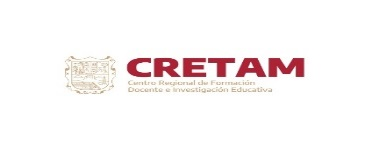 CRETAM
Centro Regional de Formación
Docente e Investigación Educativa